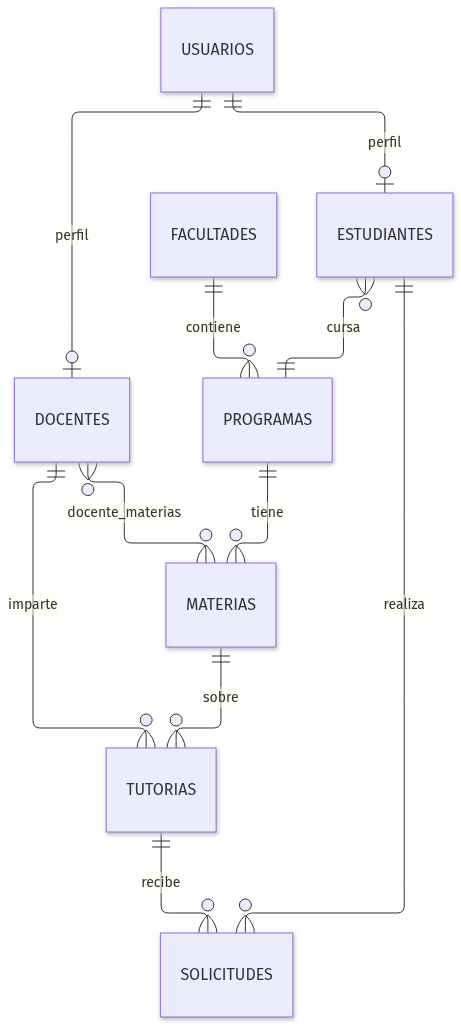 USUARIOS
perfil
perfil
FACULTADES
ESTUDIANTES
contiene
cursa
DOCENTES
PROGRAMAS
docente_materias
tiene
imparte
MATERIAS
realiza
sobre
TUTORIAS
recibe
SOLICITUDES